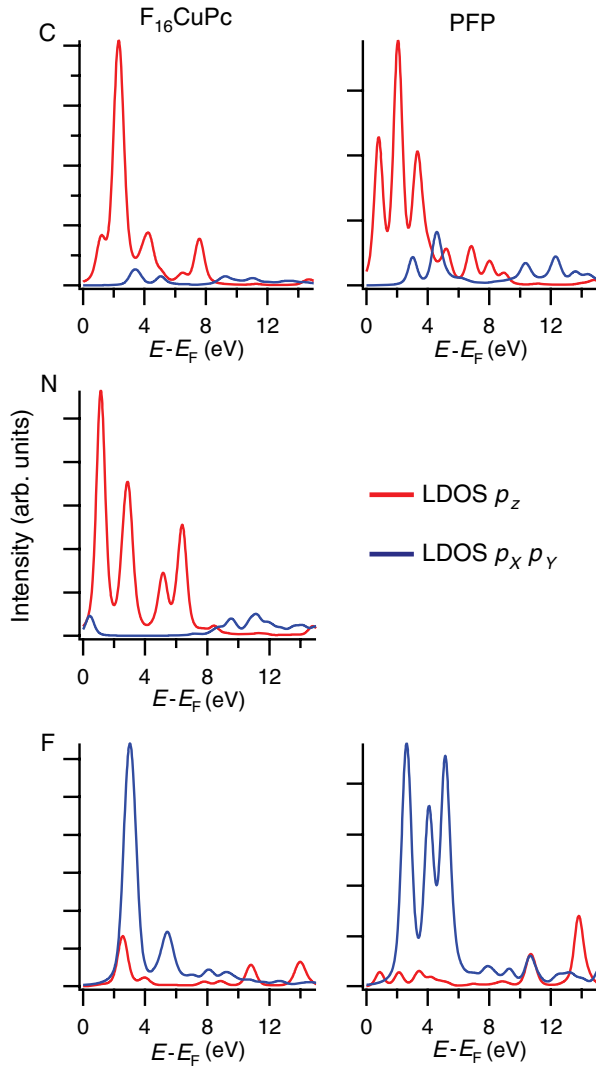 F16CuPc
PFP
C
0 4 8 12
E-EF (eV)
0 4 8 12
E-EF (eV)
N
Intensity (arb. units)
LDOS pz
LDOS pX pY
0 4 8 12
E-EF (eV)
F
0 4 8 12
E-EF (eV)
0 4 8 12
E-EF (eV)